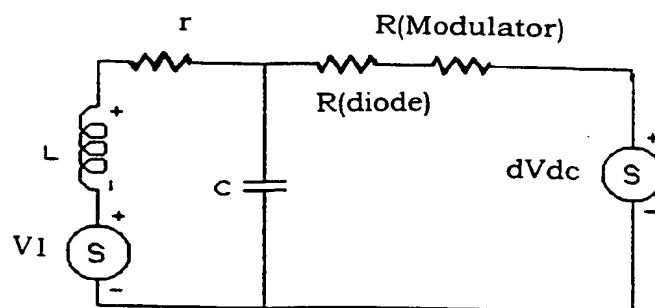 r
R(Modulator)
+
R(diode)
L
C
+
dVdc
S
+
V1
S
-
-